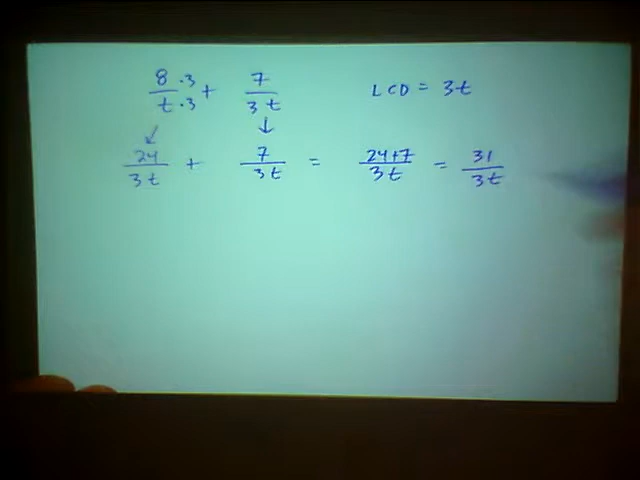 8·3/t·3 + 7/3t LCD = 3t
↙ ↓
24/3t + 7/3t = 24+7/3t = 31/3t